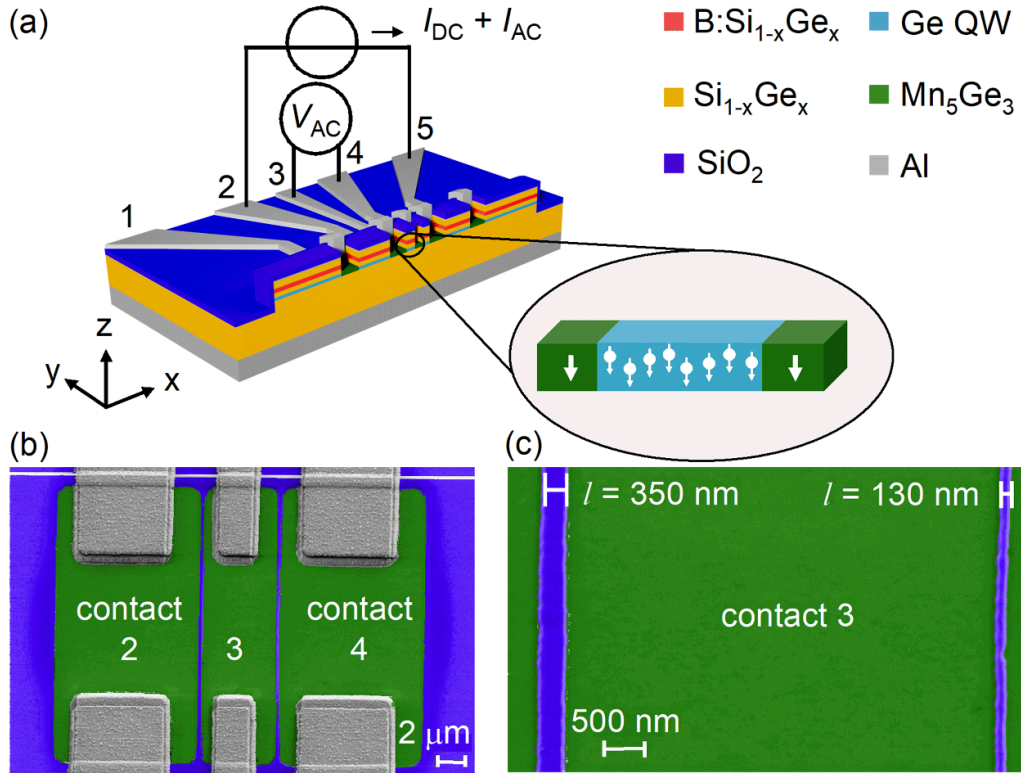 (a)
I_DC + I_AC
V_AC
1
2
3
4
5
z
y
x
B:Si₁₋ₓGeₓ
Ge QW
Si₁₋ₓGeₓ
Mn₅Ge₃
SiO₂
Al
(b)
contact
2
3
contact
4
2 μm
(c)
l = 350 nm
l = 130 nm
contact 3
500 nm